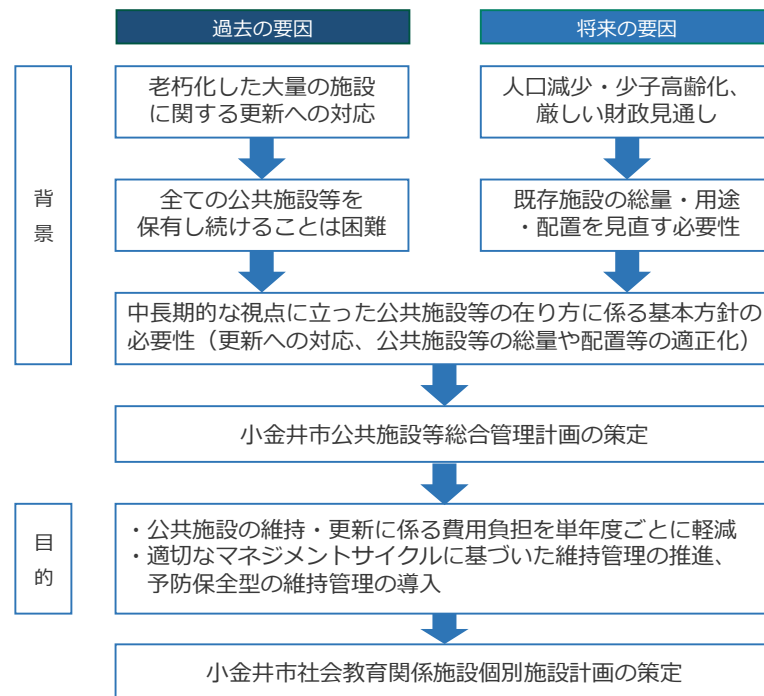 過去の要因
将来の要因
背
景
老朽化した大量の施設
に関する更新への対応
人口減少・少子高齢化、
厳しい財政見通し
全ての公共施設等を
保有し続けることは困難
既存施設の総量・用途
・配置を見直す必要性
中長期的な視点に立った公共施設等の在り方に係る基本方針の
必要性（更新への対応、公共施設等の総量や配置等の適正化）
小金井市公共施設等総合管理計画の策定
目
的
・公共施設の維持・更新に係る費用負担を単年度ごとに軽減
・適切なマネジメントサイクルに基づいた維持管理の推進、
予防保全型の維持管理の導入
小金井市社会教育関係施設個別施設計画の策定